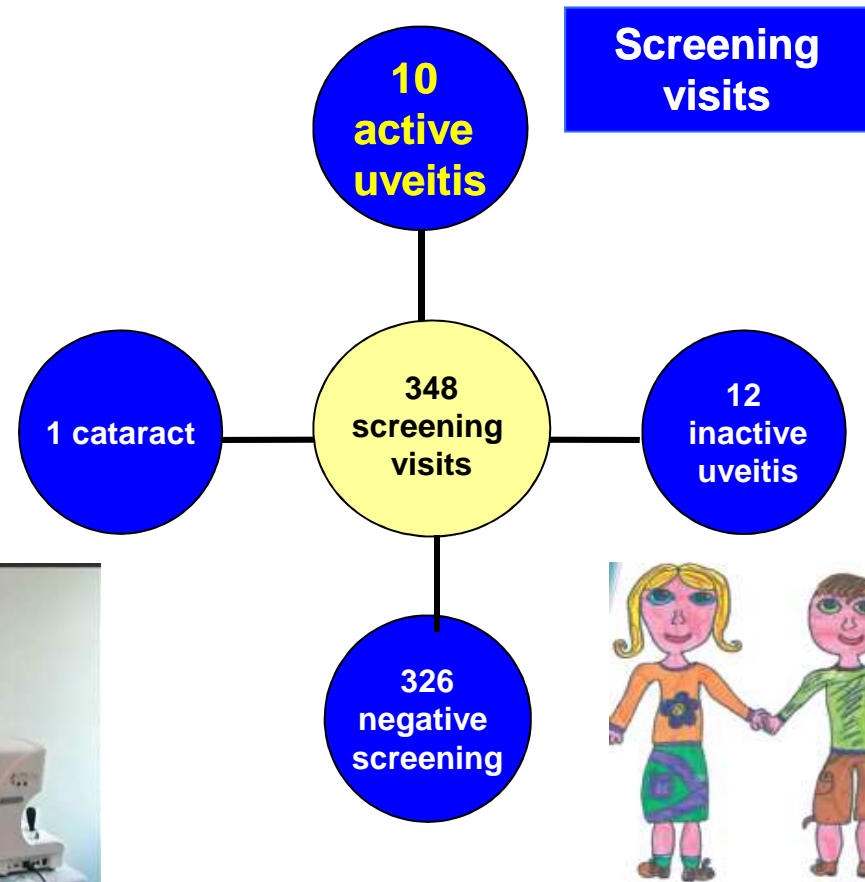 Screening
visits
10
active
uveitis
1 cataract
348
screening
visits
12
inactive
uveitis
326
negative
screening